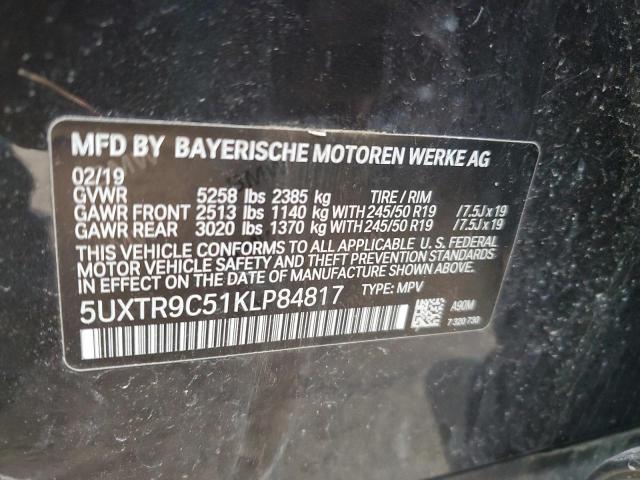 MFD BY BAYERISCHE MOTOREN WERKE AG
02/19
GVWR 5258 lbs 2385 kg TIRE / RIM
GAWR FRONT 2513 lbs 1140 kg WITH 245/50 R19 /7.5J x 19
GAWR REAR 3020 lbs 1370 kg WITH 245/50 R19 /7.5J x 19
THIS VEHICLE CONFORMS TO ALL APPLICABLE U. S. FEDERAL
MOTOR VEHICLE SAFETY AND THEFT PREVENTION STANDARDS
IN EFFECT ON THE DATE OF MANUFACTURE SHOWN ABOVE.
5UXTR9C51KLP84817 TYPE: MPV
A90M
7 320 730